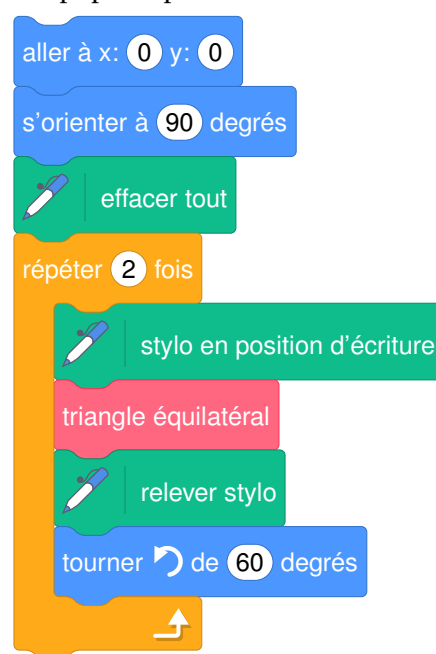 aller à x: 0 y: 0
s'orienter à 90 degrés
effacer tout
répéter 2 fois
stylo en position d'écriture
triangle équilatéral
relever stylo
tourner de 60 degrés